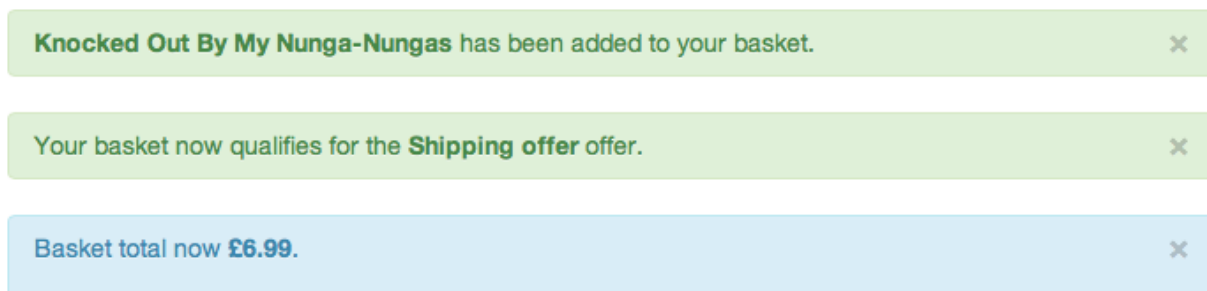 Knocked Out By My Nunga-Nungas has been added to your basket.
Your basket now qualifies for the Shipping offer offer.
Basket total now £6.99.